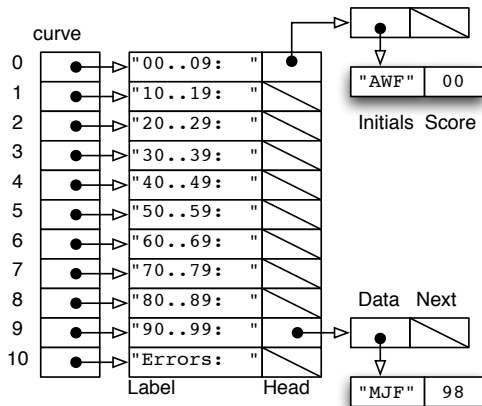 curve
0 "00..09:   "
"AWF" 00
1 "10..19:   "
Initials Score
2 "20..29:   "
3 "30..39:   "
4 "40..49:   "
5 "50..59:   "
6 "60..69:   "
7 "70..79:   "
8 "80..89:   "
Data Next
9 "90..99:   "
10 "Errors:   "
Label Head
"MJF" 98